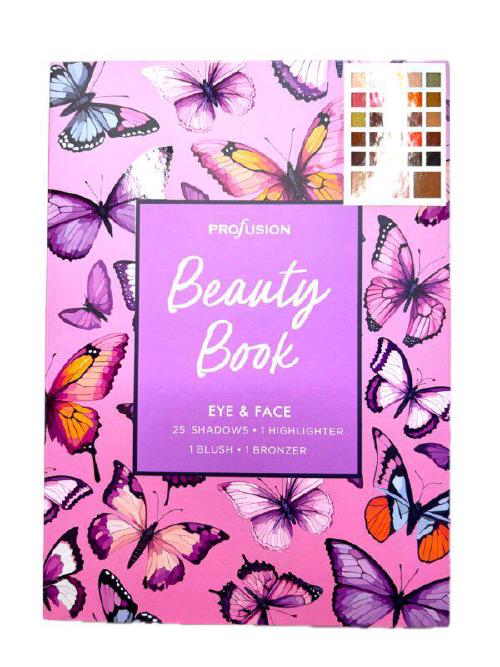 PROFUSION
Beauty
Book
EYE & FACE
25 SHADOWS • 1 HIGHLIGHTER
1 BLUSH • 1 BRONZER